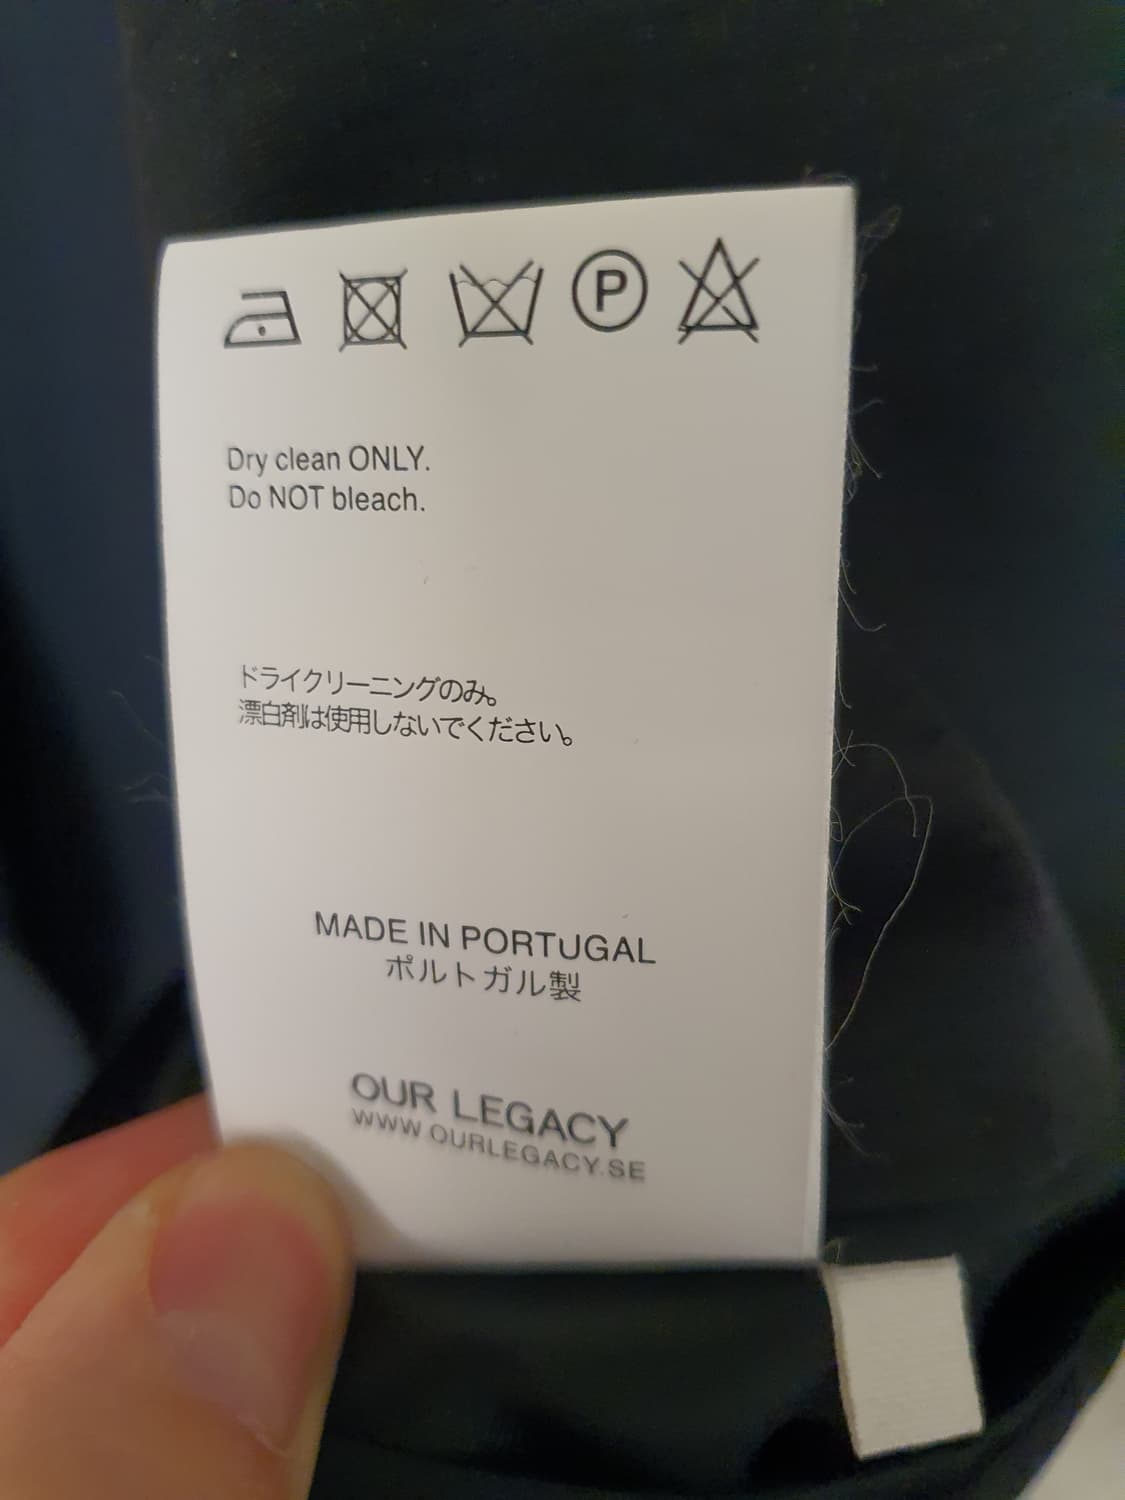 P
Dry clean ONLY.
Do NOT bleach.
ドライクリーニングのみ。
漂白剤は使用しないでください。
MADE IN PORTUGAL
ポルトガル製
OUR LEGACY
WWW.OURLEGACY.SE